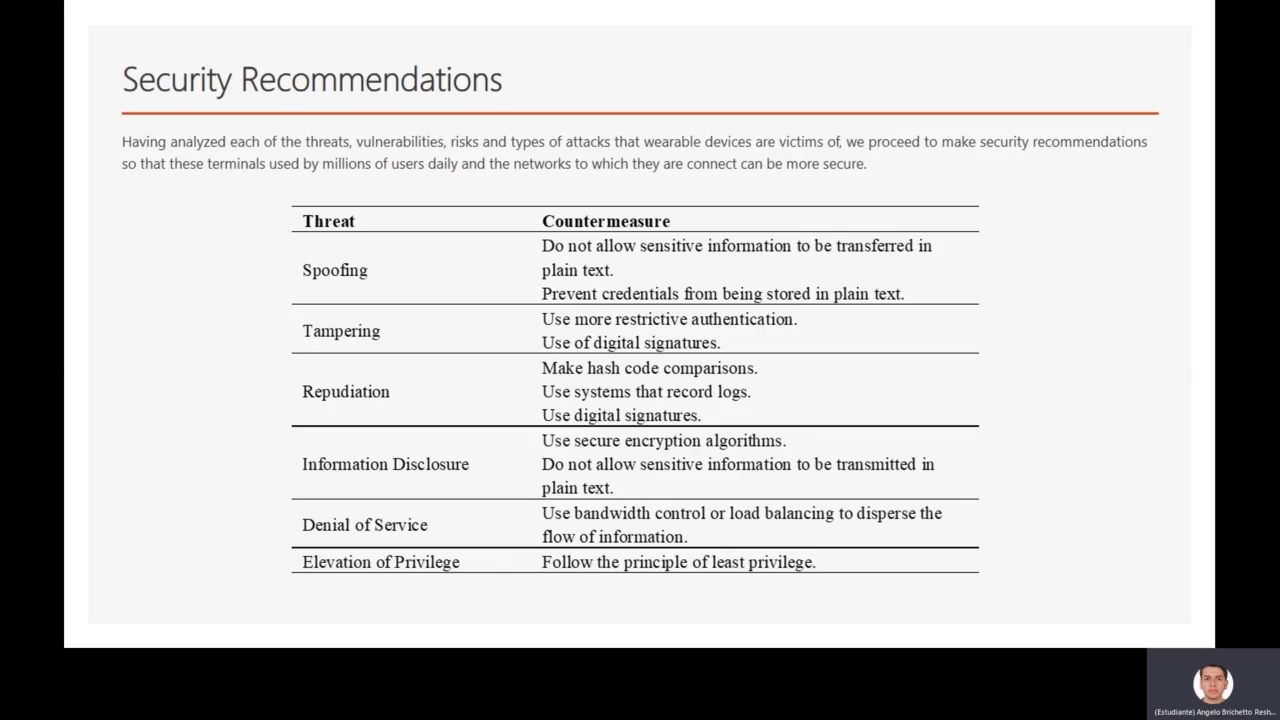 Security Recommendations
Having analyzed each of the threats, vulnerabilities, risks and types of attacks that wearable devices are victims of, we proceed to make security recommendations
so that these terminals used by millions of users daily and the networks to which they are connect can be more secure.
Threat Countermeasure
Spoofing
Do not allow sensitive information to be transferred in
plain text.
Prevent credentials from being stored in plain text.
Tampering
Use more restrictive authentication.
Use of digital signatures.
Repudiation
Make hash code comparisons.
Use systems that record logs.
Use digital signatures.
Information Disclosure
Use secure encryption algorithms.
Do not allow sensitive information to be transmitted in
plain text.
Denial of Service
Use bandwidth control or load balancing to disperse the
flow of information.
Elevation of Privilege Follow the principle of least privilege.
(Estudiante) Angelo Brichetto Resh...